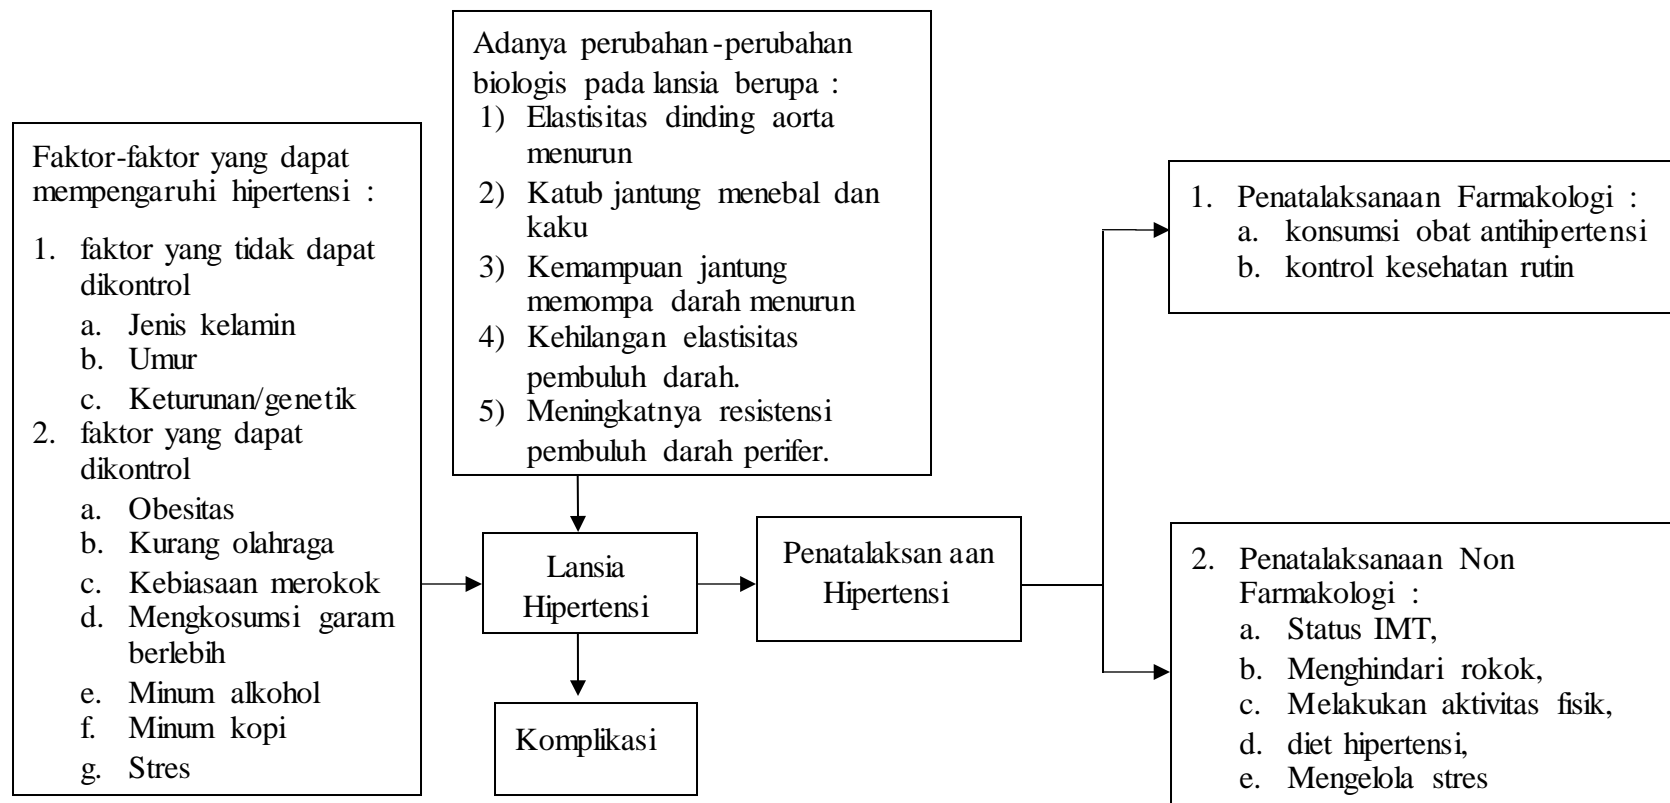 Faktor-faktor yang dapat
mempengaruhi hipertensi :
1. faktor yang tidak dapat
dikontrol
a. Jenis kelamin
b. Umur
c. Keturunan/genetik
2. faktor yang dapat
dikontrol
a. Obesitas
b. Kurang olahraga
c. Kebiasaan merokok
d. Mengkosumsi garam
berlebih
e. Minum alkohol
f. Minum kopi
g. Stres
Adanya perubahan-perubahan
biologis pada lansia berupa :
1) Elastisitas dinding aorta
menurun
2) Katub jantung menebal dan
kaku
3) Kemampuan jantung
memompa darah menurun
4) Kehilangan elastisitas
pembuluh darah.
5) Meningkatnya resistensi
pembuluh darah perifer.
Lansia
Hipertensi
Komplikasi
Penatalaksan aan
Hipertensi
1. Penatalaksanaan Farmakologi :
a. konsumsi obat antihipertensi
b. kontrol kesehatan rutin
2. Penatalaksanaan Non
Farmakologi :
a. Status IMT,
b. Menghindari rokok,
c. Melakukan aktivitas fisik,
d. diet hipertensi,
e. Mengelola stres